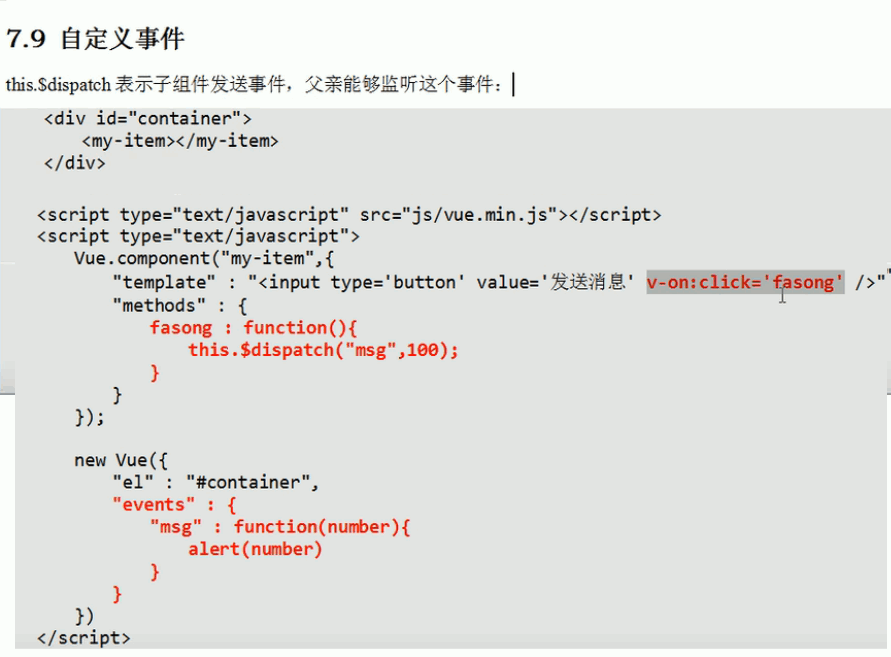 7.9 自定义事件
this.$dispatch 表示子组件发送事件，父亲能够监听这个事件：
<div id="container">
<my-item></my-item>
</div>
<script type="text/javascript" src="js/vue.min.js"></script>
<script type="text/javascript">
Vue.component("my-item",{
"template" : "<input type='button' value='发送消息' v-on:click='fasong' />"
"methods" : {
fasong : function(){
this.$dispatch("msg",100);
}
}
});
new Vue({
"el" : "#container",
"events" : {
"msg" : function(number){
alert(number)
}
}
})
</script>